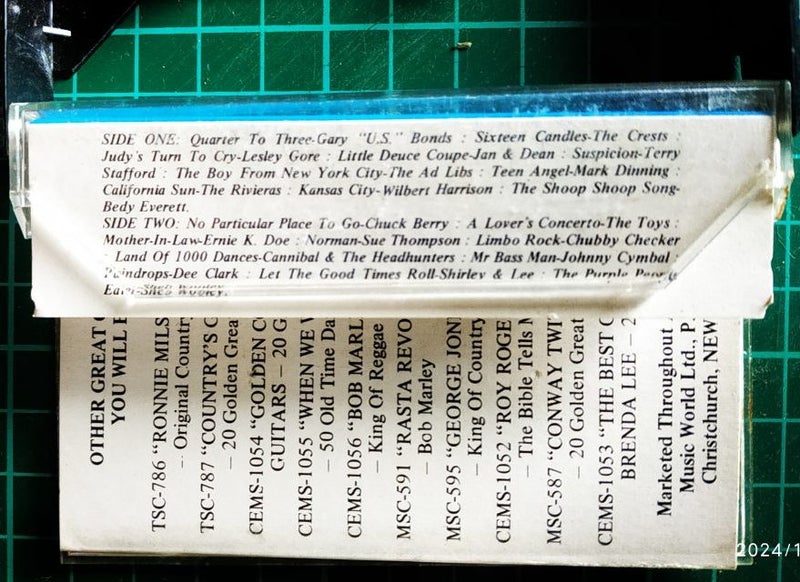 SIDE ONE: Quarter To Three-Gary "U.S." Bonds : Sixteen Candles-The Crests :
Judy's Turn To Cry-Lesley Gore : Little Deuce Coupe-Jan & Dean : Suspicion-Terry
Stafford : The Boy From New York City-The Ad Libs : Teen Angel-Mark Dinning :
California Sun-The Rivieras : Kansas City-Wilbert Harrison : The Shoop Shoop Song-
Bedy Everett.
SIDE TWO: No Particular Place To Go-Chuck Berry : A Lover's Concerto-The Toys :
Mother-In-Law-Ernie K. Doe : Norman-Sue Thompson : Limbo Rock-Chubby Checker
: Land Of 1000 Dances-Cannibal & The Headhunters : Mr Bass Man-Johnny Cymbal :
Raindrops-Dee Clark : Let The Good Times Roll-Shirley & Lee : The Purple People
Eater-Sheb Wooley.
OTHER GREAT
YOU WILL
TSC-786 "RONNIE MILS
– Original Countr
TSC-787 "COUNTRY'S G
– 20 Golden Grea
CEMS-1054 "GOLDEN CO
GUITARS – 20 G
CEMS-1055 "WHEN WE
– 50 Old Time Da
CEMS-1056 "BOB MARL
– King Of Reggae
MSC-591 "RASTA REVO
– Bob Marley
MSC-595 "GEORGE JON
– King Of Country
CEMS-1052 "ROY ROGE
– The Bible Tells M
MSC-587 "CONWAY TWI
– 20 Golden Great
CEMS-1053 "THE BEST O
BRENDA LEE – 2
Marketed Throughout
Music World Ltd., P.
Christchurch, NEW
2024/1